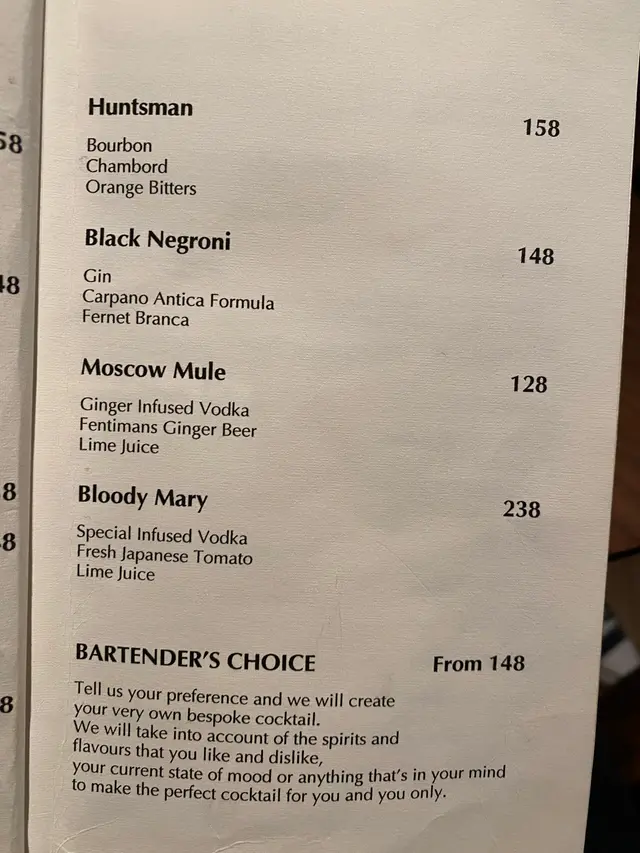 Huntsman
158
Bourbon
Chambord
Orange Bitters
Black Negroni
148
Gin
Carpano Antica Formula
Fernet Branca
Moscow Mule
128
Ginger Infused Vodka
Fentimans Ginger Beer
Lime Juice
Bloody Mary
238
Special Infused Vodka
Fresh Japanese Tomato
Lime Juice
BARTENDER'S CHOICE From 148
Tell us your preference and we will create
your very own bespoke cocktail.
We will take into account of the spirits and
flavours that you like and dislike,
your current state of mood or anything that's in your mind
to make the perfect cocktail for you and you only.